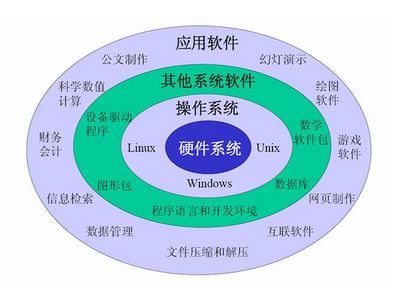 应用软件
公文制作
幻灯演示
科学数值
计算
其他系统软件
绘图
软件
操作系统
设备驱动
程序
数学
软件包
财务
会计
Linux
硬件系统
Unix
游戏
软件
图形包
Windows
数据库
信息检索
网页制作
程序语言和开发环境
数据管理
互联软件
文件压缩和解压